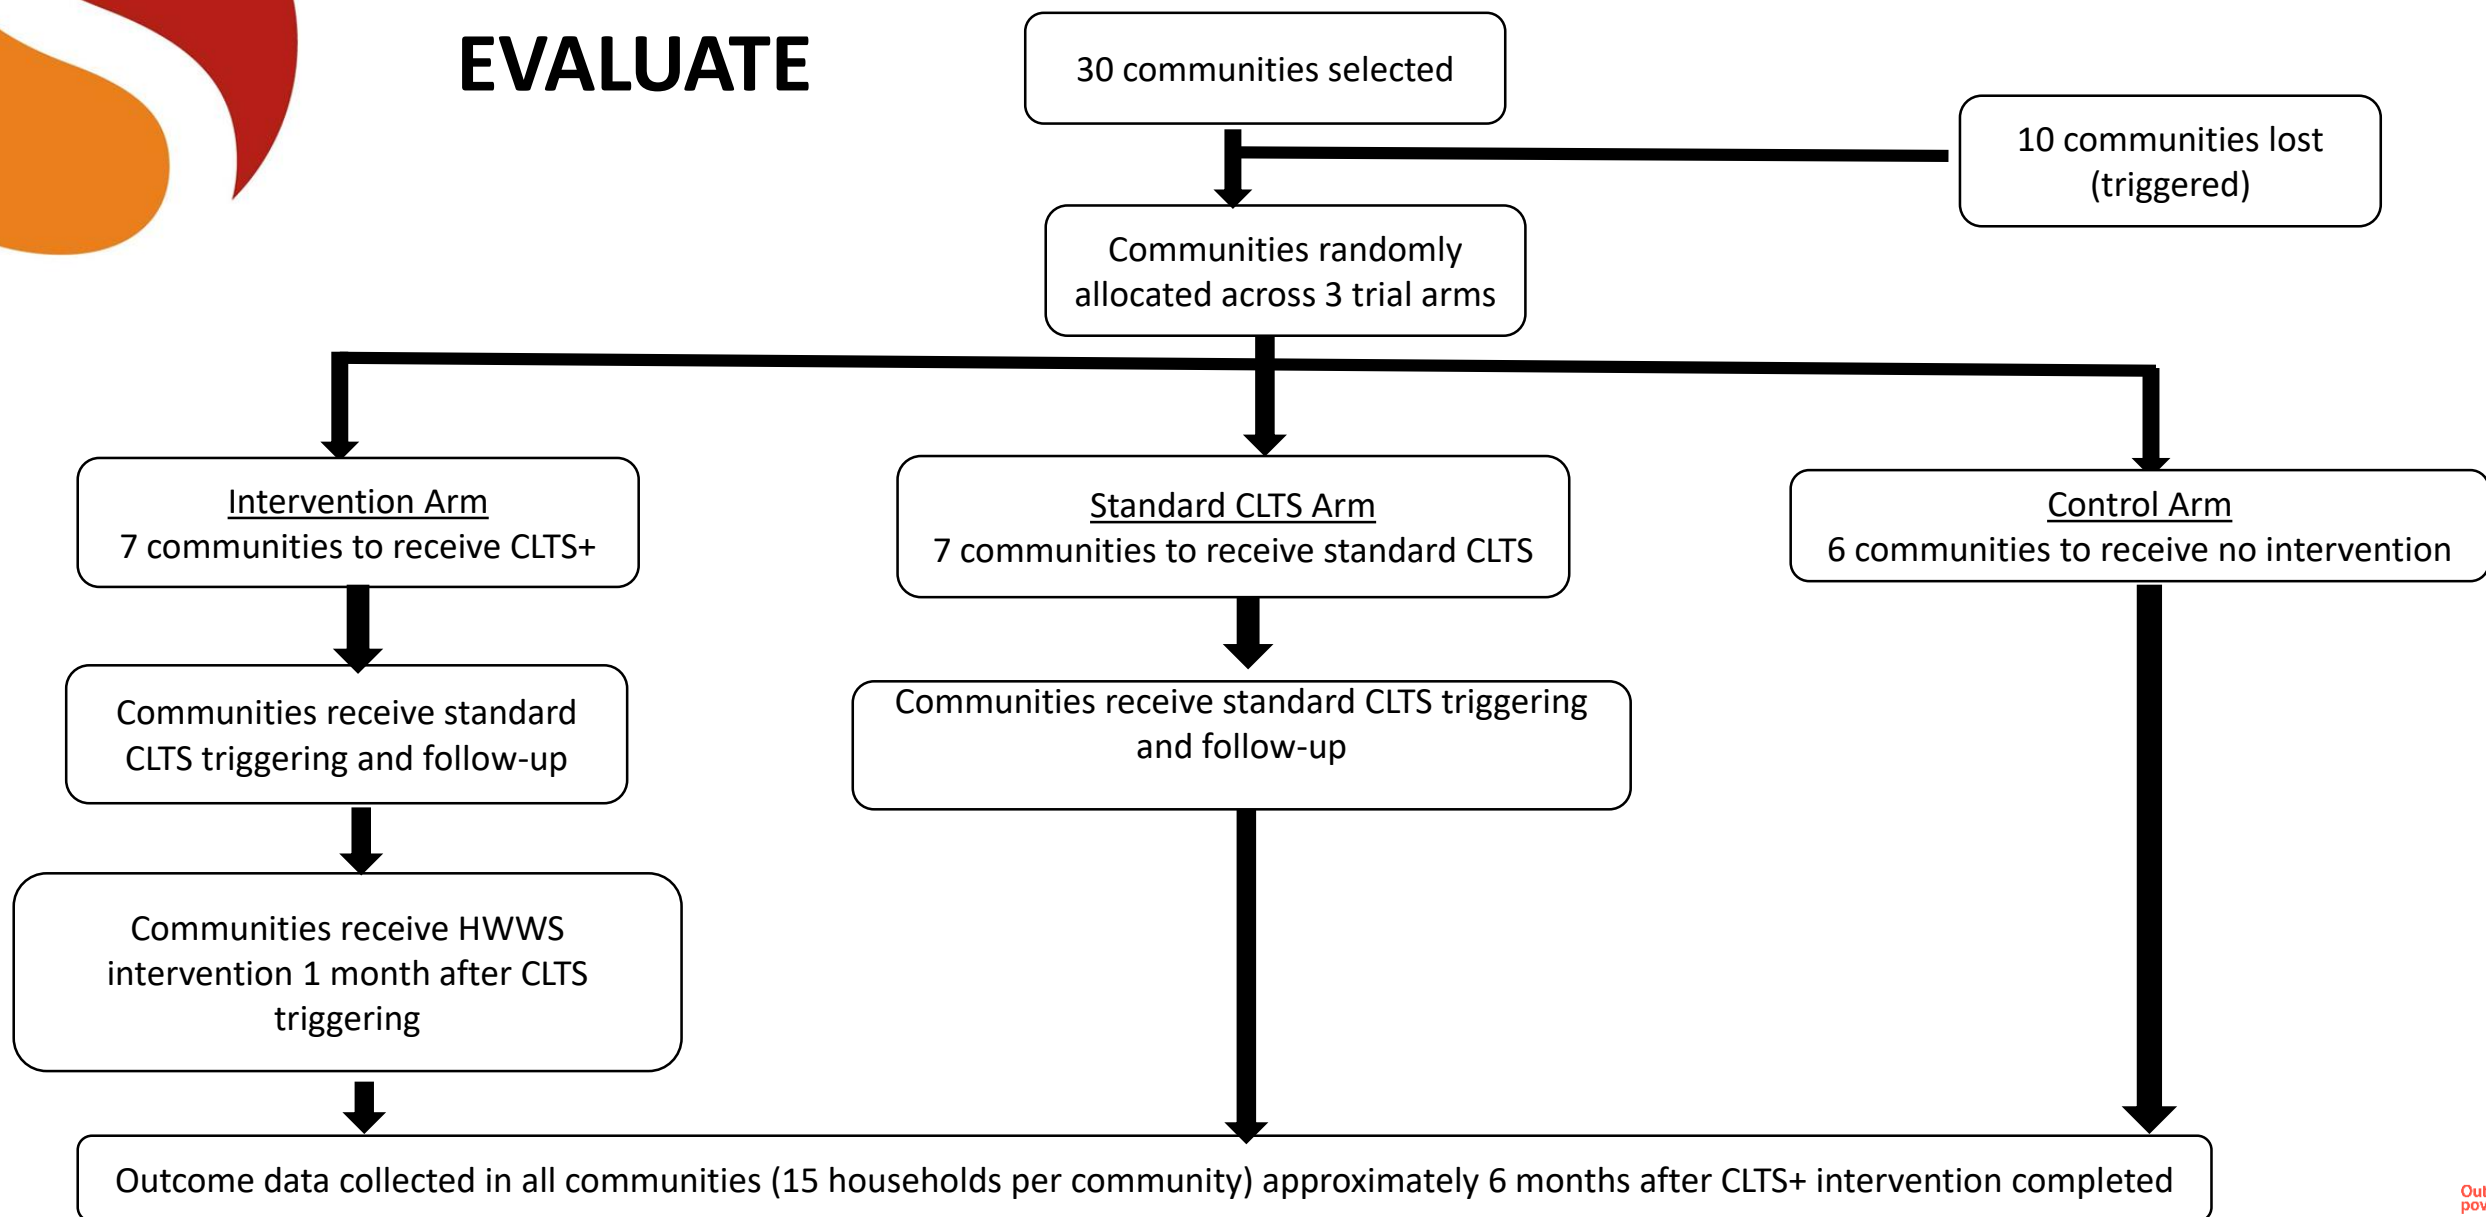 EVALUATE
30 communities selected
10 communities lost
(triggered)
Communities randomly
allocated across 3 trial arms
Intervention Arm
7 communities to receive CLTS+
Standard CLTS Arm
7 communities to receive standard CLTS
Control Arm
6 communities to receive no intervention
Communities receive standard
CLTS triggering and follow-up
Communities receive standard CLTS triggering
and follow-up
Communities receive HWWS
intervention 1 month after CLTS
triggering
Outcome data collected in all communities (15 households per community) approximately 6 months after CLTS+ intervention completed